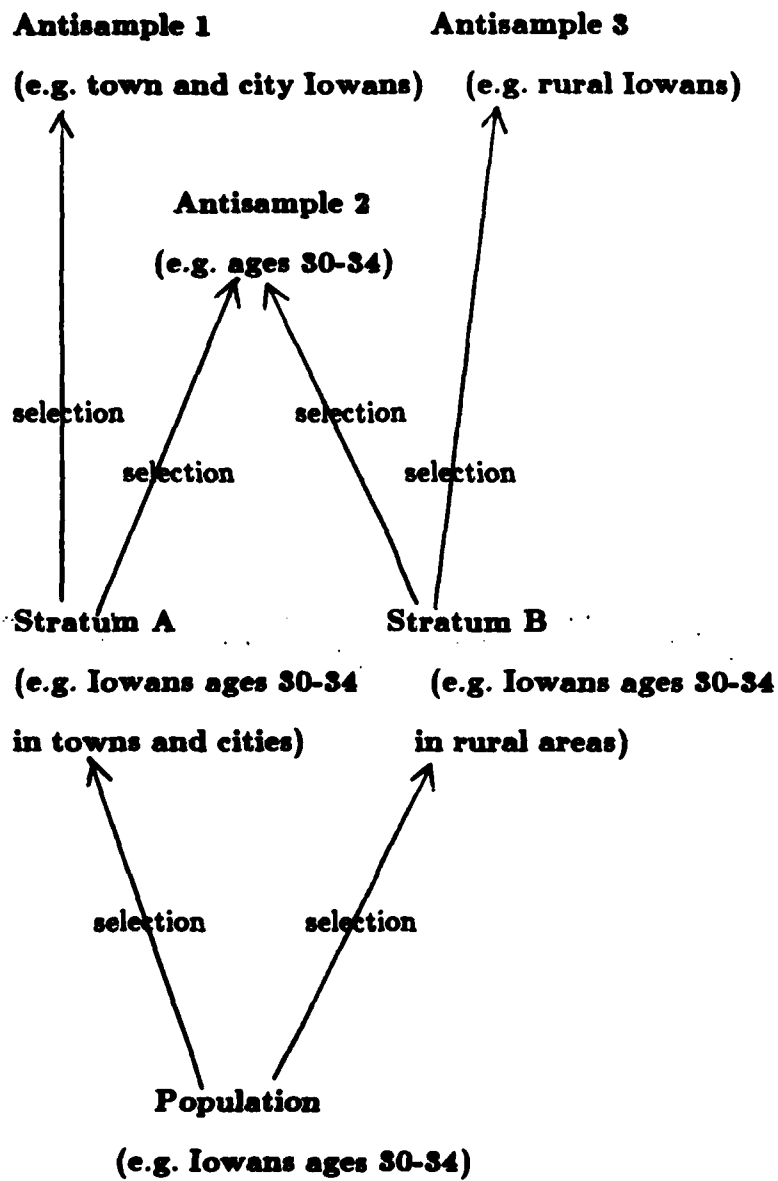 Antisample 1
(e.g. town and city Iowans)
Antisample 3
(e.g. rural Iowans)
Antisample 2
(e.g. ages 30-34)
selection
selection
selection
selection
Stratum A
(e.g. Iowans ages 30-34
in towns and cities)
Stratum B
(e.g. Iowans ages 30-34
in rural areas)
selection
selection
Population
(e.g. Iowans ages 30-34)